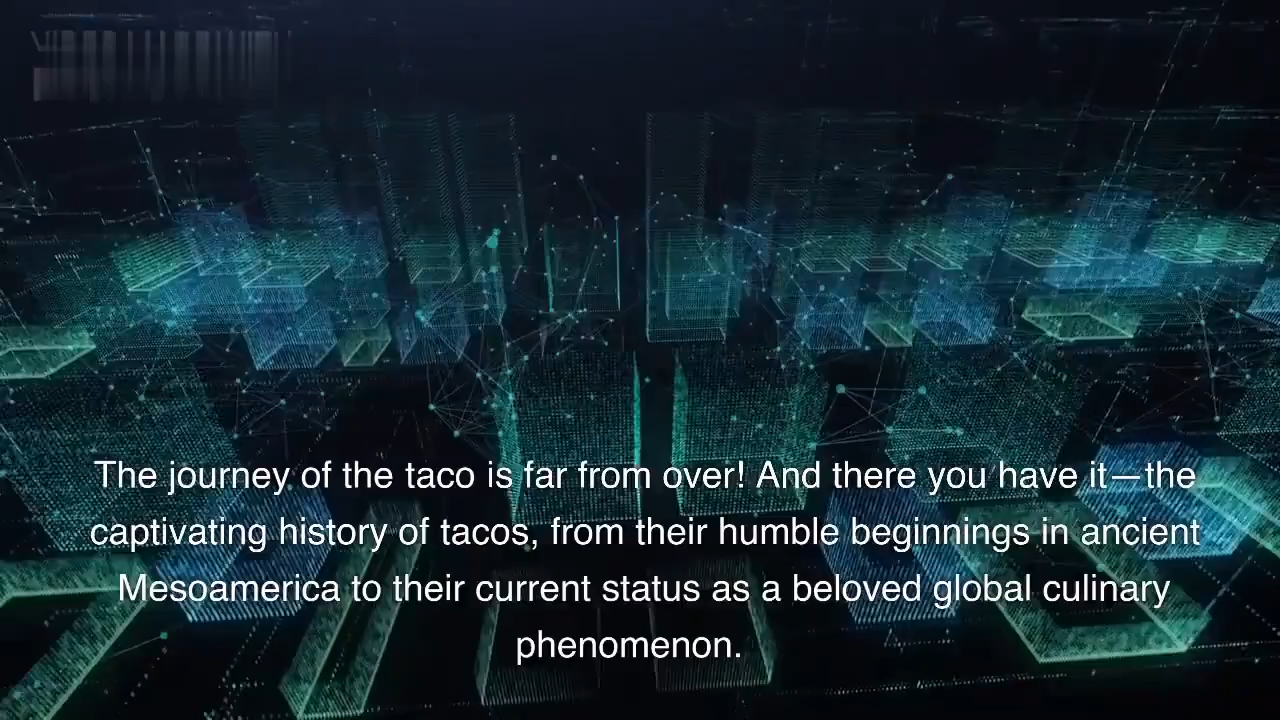 The journey of the taco is far from over! And there you have it—the
captivating history of tacos, from their humble beginnings in ancient
Mesoamerica to their current status as a beloved global culinary
phenomenon.